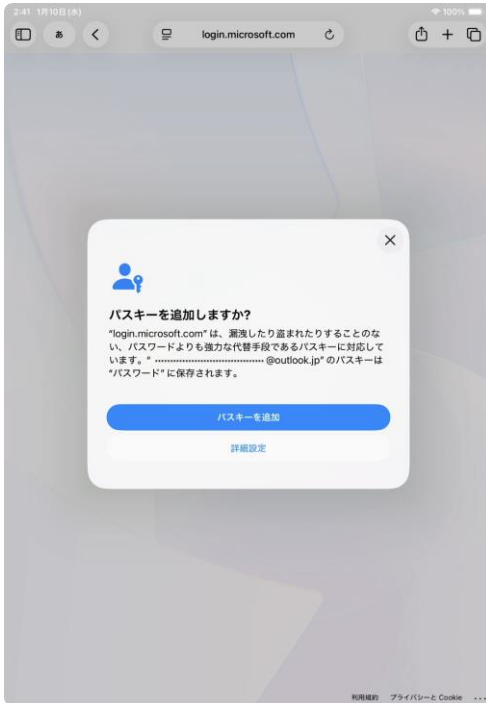 2:41 1月10日(水)
100%
あ
login.microsoft.com
パスキーを追加しますか?
“login.microsoft.com” は、漏洩したり盗まれたりすることのな
い、パスワードよりも強力な代替手段であるパスキーに対応して
います。“ ………………………………… @outlook.jp” のパスキーは
“パスワード” に保存されます。
パスキーを追加
詳細設定
利用規約 プライバシーと Cookie ...